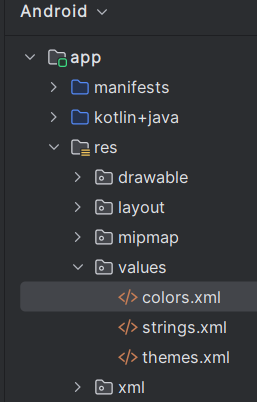 Android
app
manifests
kotlin+java
res
drawable
layout
mipmap
values
colors.xml
strings.xml
themes.xml
xml